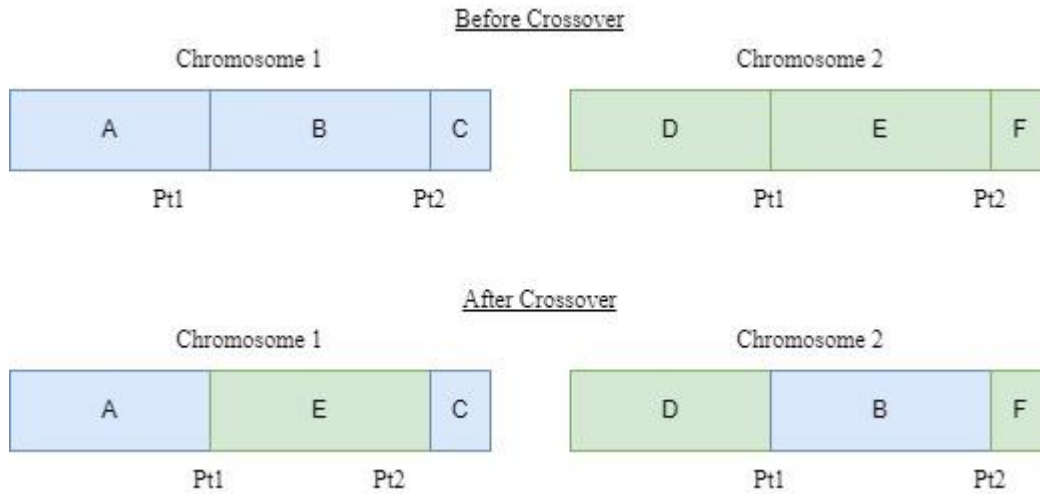 Before Crossover
Chromosome 1 Chromosome 2
A B C D E F
Pt1 Pt2 Pt1 Pt2
After Crossover
Chromosome 1 Chromosome 2
A E C D B F
Pt1 Pt2 Pt1 Pt2